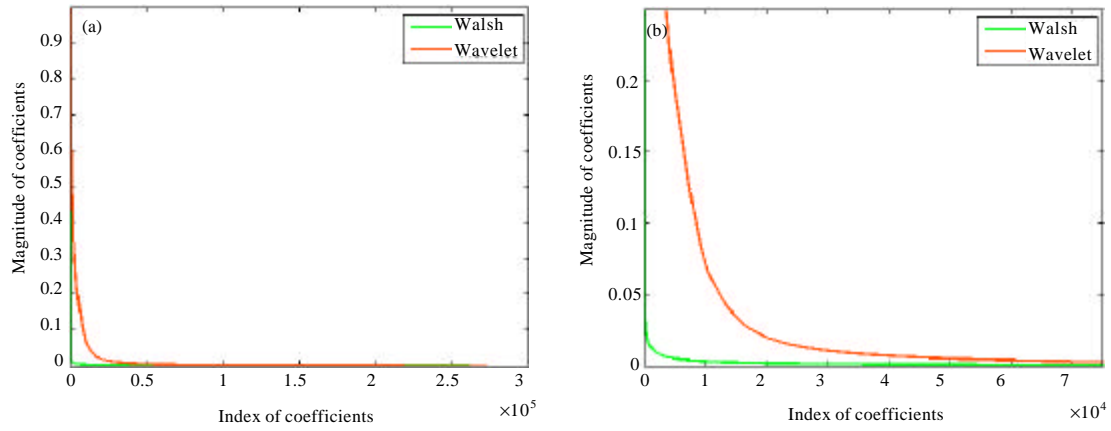 (a)
Walsh
Wavelet
0.9
0.8
0.7
0.6
0.5
0.4
0.3
0.2
0.1
0
Magnitude of coefficients
0 0.5 1 1.5 2 2.5 3
Index of coefficients
×10^5
(b)
Walsh
Wavelet
0.2
0.15
0.1
0.05
0
Magnitude of coefficients
0 1 2 3 4 5 6 7
Index of coefficients
×10^4